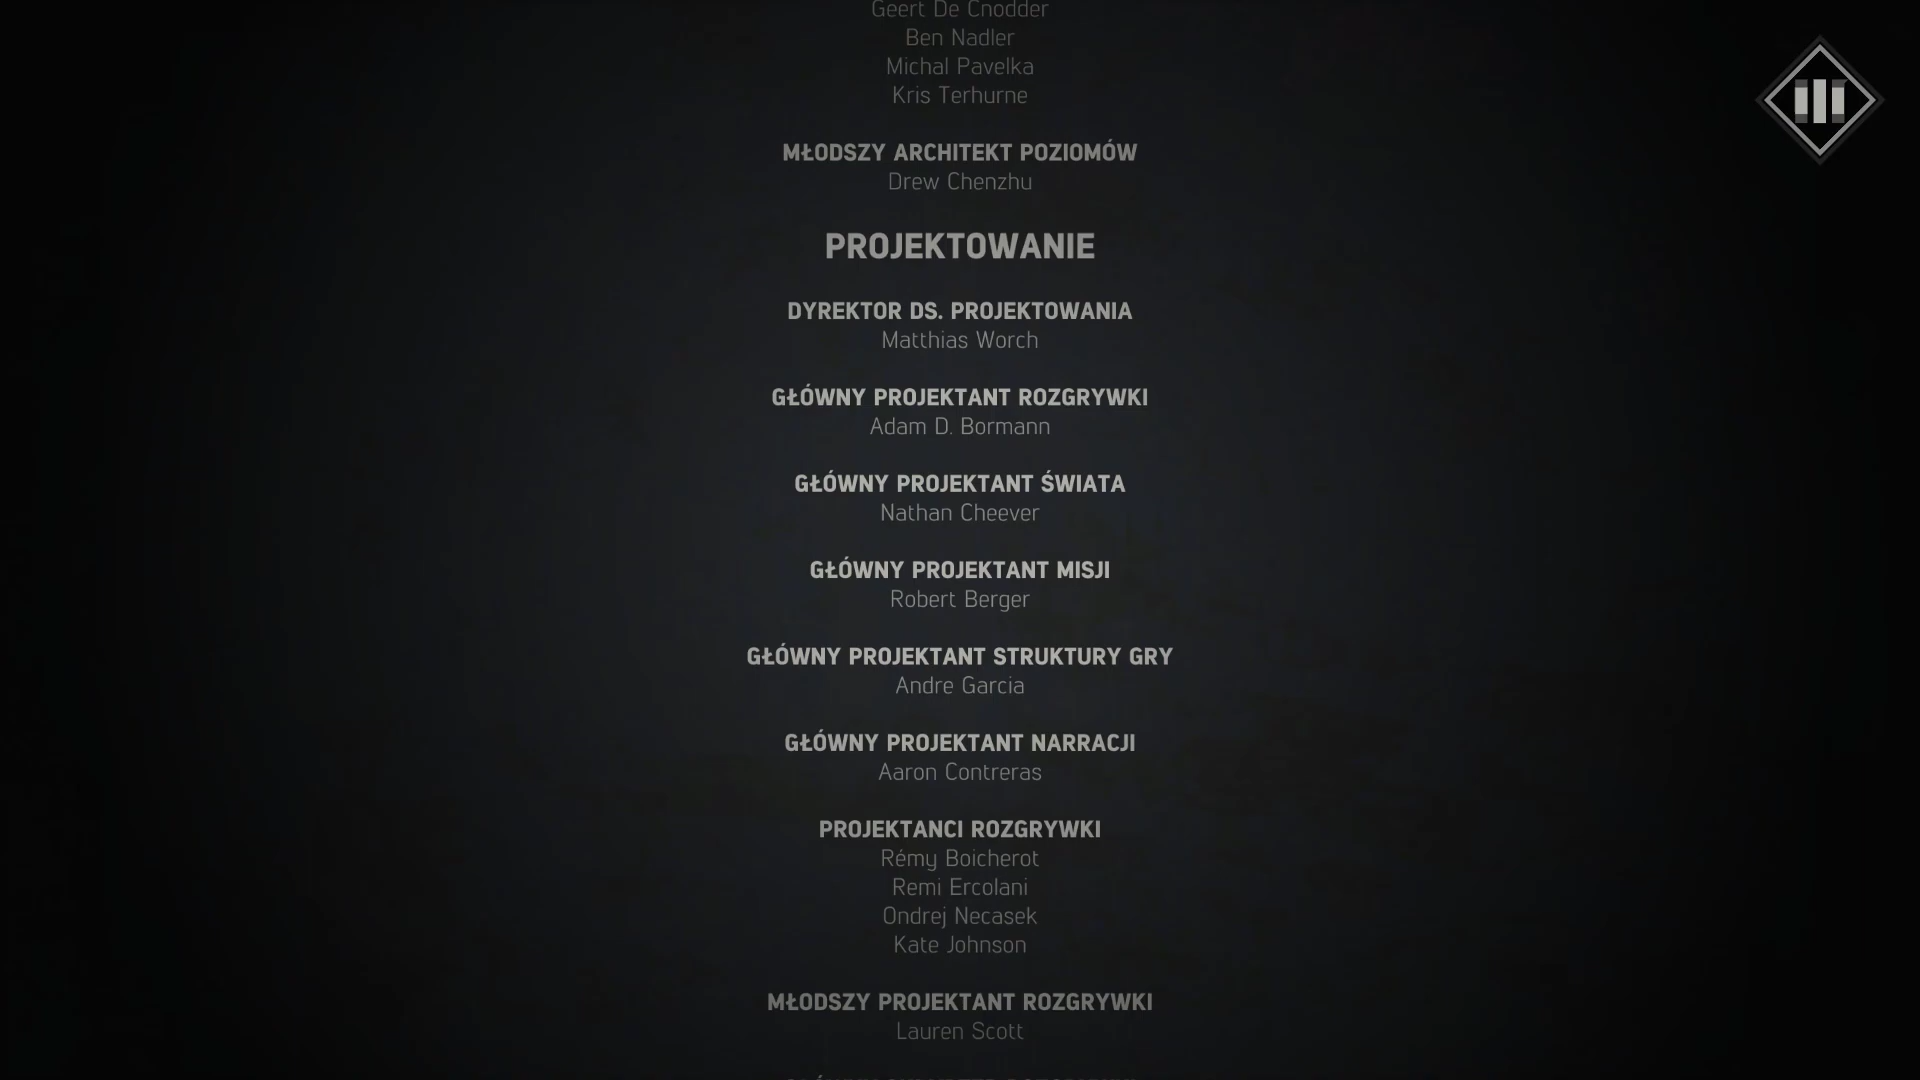 Geert De Cnodder
Ben Nadler
Michal Pavelka
Kris Terhurne
MŁODSZY ARCHITEKT POZIOMÓW
Drew Chenzhu
PROJEKTOWANIE
DYREKTOR DS. PROJEKTOWANIA
Matthias Worch
GŁÓWNY PROJEKTANT ROZGRYWKI
Adam D. Bormann
GŁÓWNY PROJEKTANT ŚWIATA
Nathan Cheever
GŁÓWNY PROJEKTANT MISJI
Robert Berger
GŁÓWNY PROJEKTANT STRUKTURY GRY
Andre Garcia
GŁÓWNY PROJEKTANT NARRACJI
Aaron Contreras
PROJEKTANCI ROZGRYWKI
Rémy Boicherot
Remi Ercolani
Ondrej Necasek
Kate Johnson
MŁODSZY PROJEKTANT ROZGRYWKI
Lauren Scott